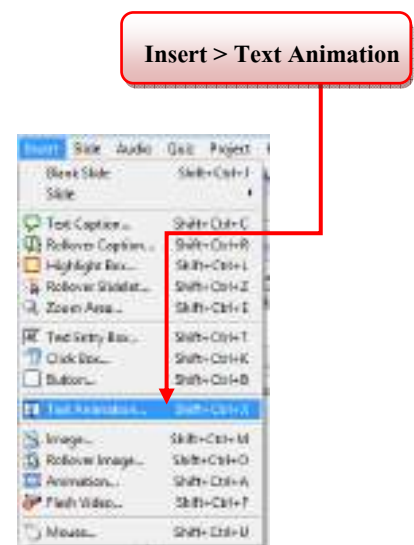 Insert > Text Animation
Insert Slide Audio Quiz Project
Blank Slide Shift+Ctrl+J
Slide
Text Caption... Shift+Ctrl+C
Rollover Caption... Shift+Ctrl+R
Highlight Box... Shift+Ctrl+L
Rollover Slidelet... Shift+Ctrl+Z
Zoom Area... Shift+Ctrl+E
Text Entry Box... Shift+Ctrl+T
Click Box... Shift+Ctrl+K
Button... Shift+Ctrl+B
Text Animation... Shift+Ctrl+X
Image... Shift+Ctrl+M
Rollover Image... Shift+Ctrl+O
Animation... Shift+Ctrl+A
Flash Video... Shift+Ctrl+F
Mouse... Shift+Ctrl+U